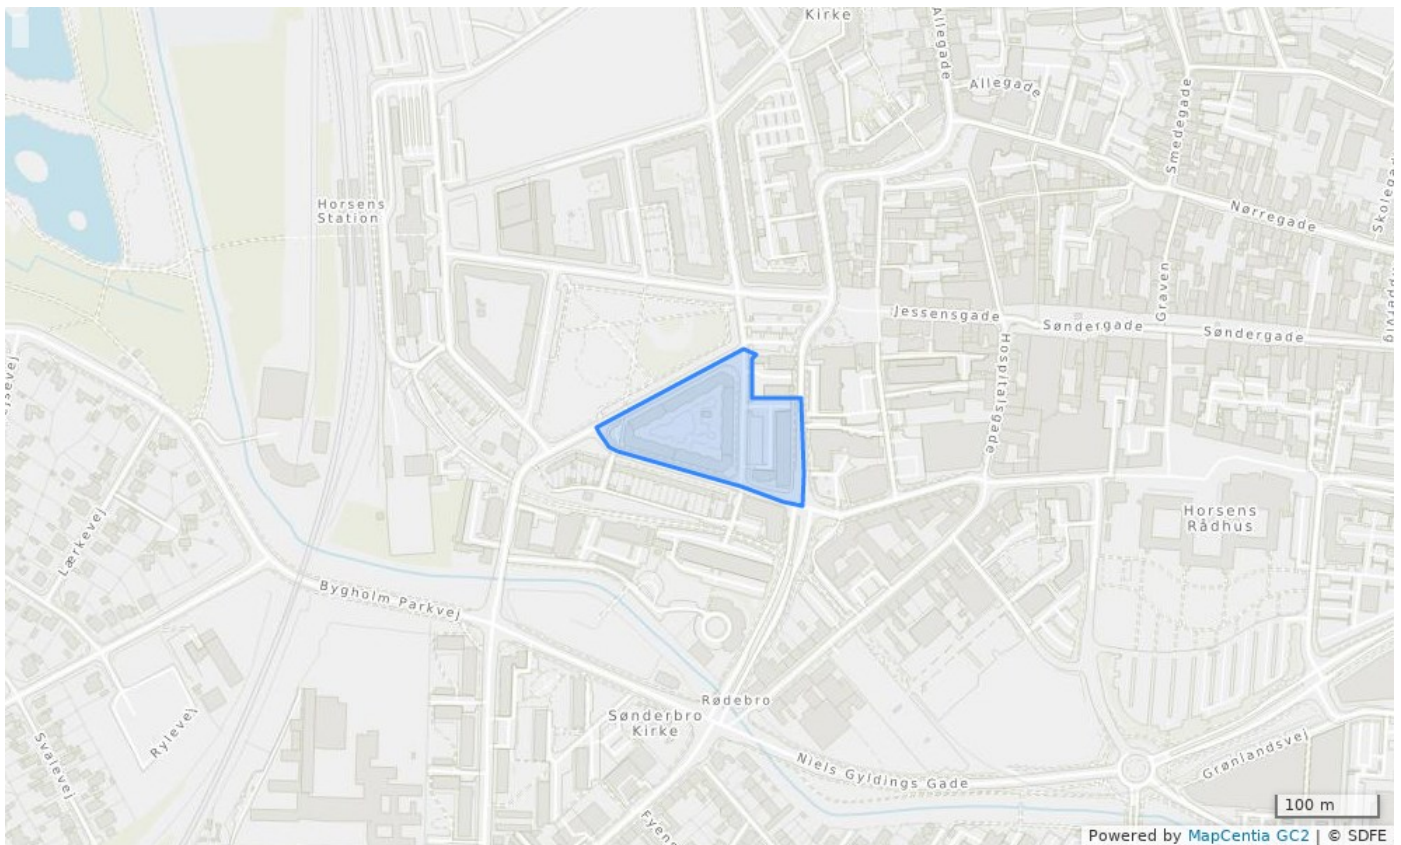 Kirke
Allegade
Allegade
Smedegade
Horsens
Station
Nørregade
Graven
Jessensgade
Søndergade
Søndergade
Hospitalsgade
Lærkevej
Horsens
Rådhus
Bygholm Parkvej
Rødebro
Sønderbro
Kirke
Rylevej
Svalevej
Niels Gyldings Gade
Grønlandsvej
100 m
Powered by MapCentia GC2 | © SDFE